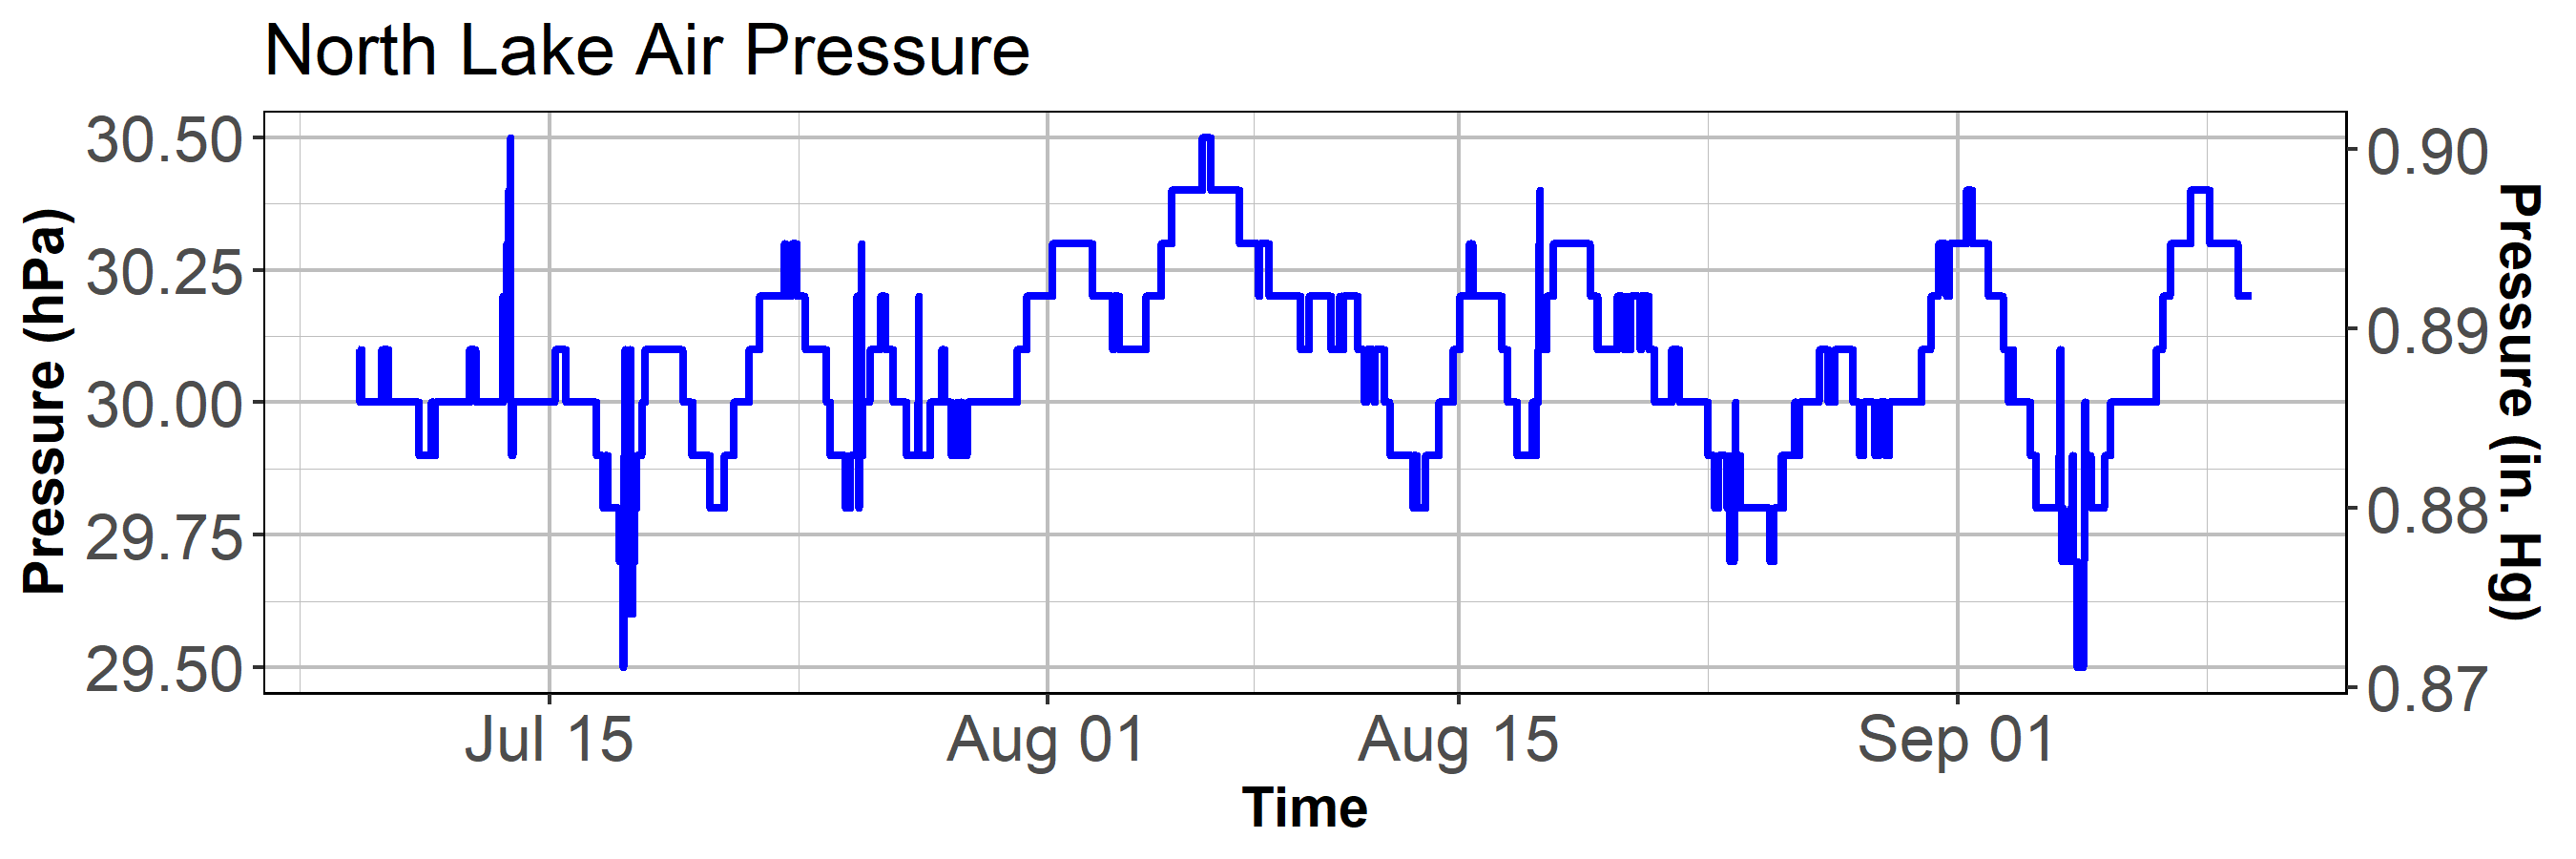 North Lake Air Pressure
Pressure (hPa)
30.50
30.25
30.00
29.75
29.50
0.90
0.89
0.88
0.87
Pressure (in. Hg)
Jul 15
Aug 01
Aug 15
Sep 01
Time